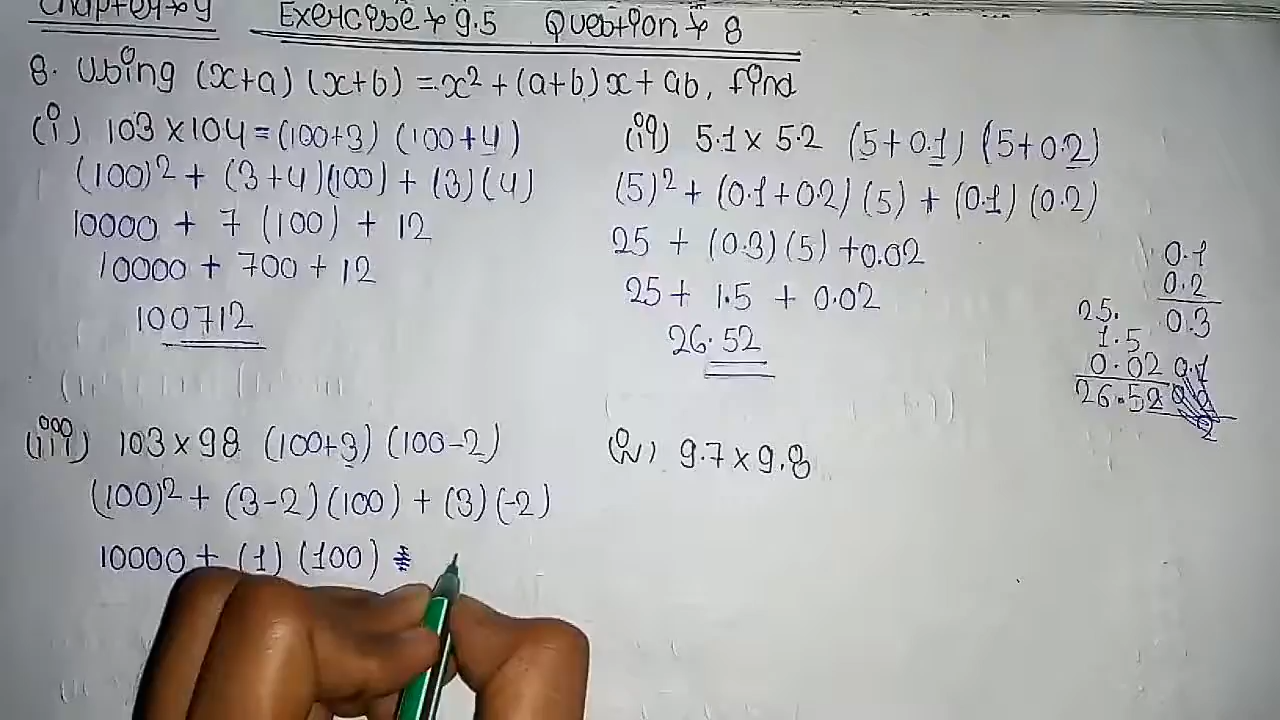 Chapter → 9 Exercise → 9.5 Question → 8
8. Using (x+a) (x+b) = x² + (a+b)x + ab, find
(i) 103 x 104 = (100+3) (100+4)
(100)² + (3+4)(100) + (3)(4)
10000 + 7 (100) + 12
10000 + 700 + 12
100712
(ii) 5.1 x 5.2 (5+0.1) (5+0.2)
(5)² + (0.1+0.2) (5) + (0.1) (0.2)
25 + (0.3)(5) + 0.02
25 + 1.5 + 0.02
26.52
0.1
0.2
0.3
25.
1.5
0.02
26.52
0.1
2
(iii) 103 x 98 (100+3) (100-2)
(100)² + (3-2) (100) + (3) (-2)
10000 + (1) (100)
(iv) 9.7 x 9.8